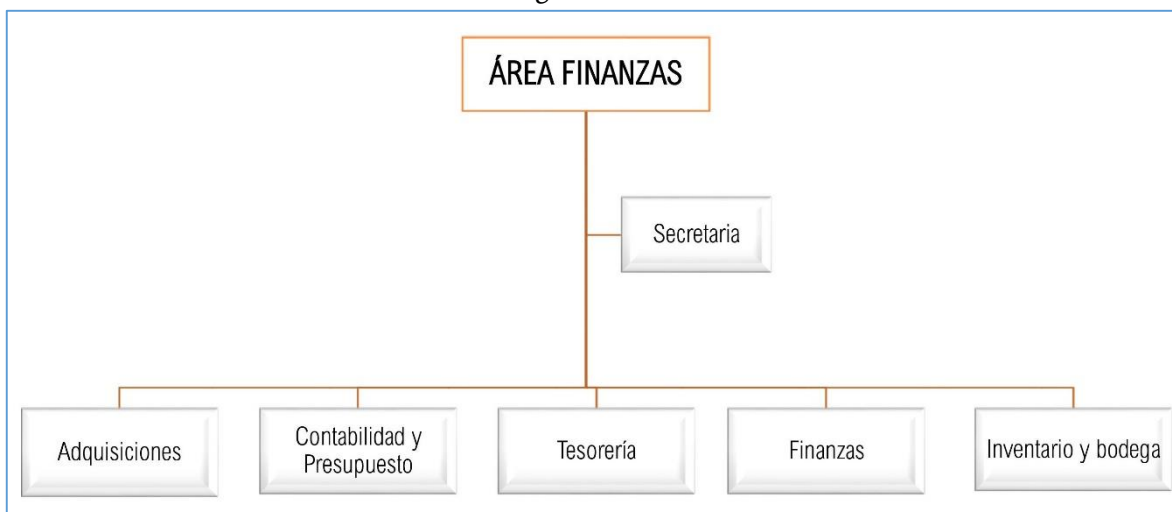 ÁREA FINANZAS
Secretaria
Adquisiciones
Contabilidad y
Presupuesto
Tesorería
Finanzas
Inventario y bodega